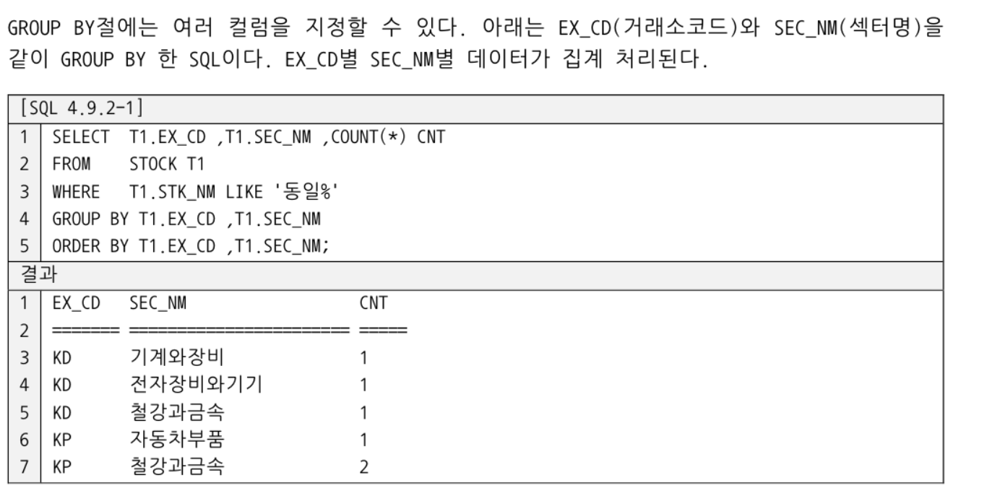 GROUP BY절에는 여러 컬럼을 지정할 수 있다. 아래는 EX_CD(거래소코드)와 SEC_NM(섹터명)을
같이 GROUP BY 한 SQL이다. EX_CD별 SEC_NM별 데이터가 집계 처리된다.
[SQL 4.9.2-1]
1 SELECT T1.EX_CD ,T1.SEC_NM ,COUNT(*) CNT
2 FROM STOCK T1
3 WHERE T1.STK_NM LIKE '동일%'
4 GROUP BY T1.EX_CD ,T1.SEC_NM
5 ORDER BY T1.EX_CD ,T1.SEC_NM;
결과
1 EX_CD SEC_NM CNT
2 ======= ======================= =====
3 KD 기계와장비 1
4 KD 전자장비와기기 1
5 KD 철강과금속 1
6 KP 자동차부품 1
7 KP 철강과금속 2